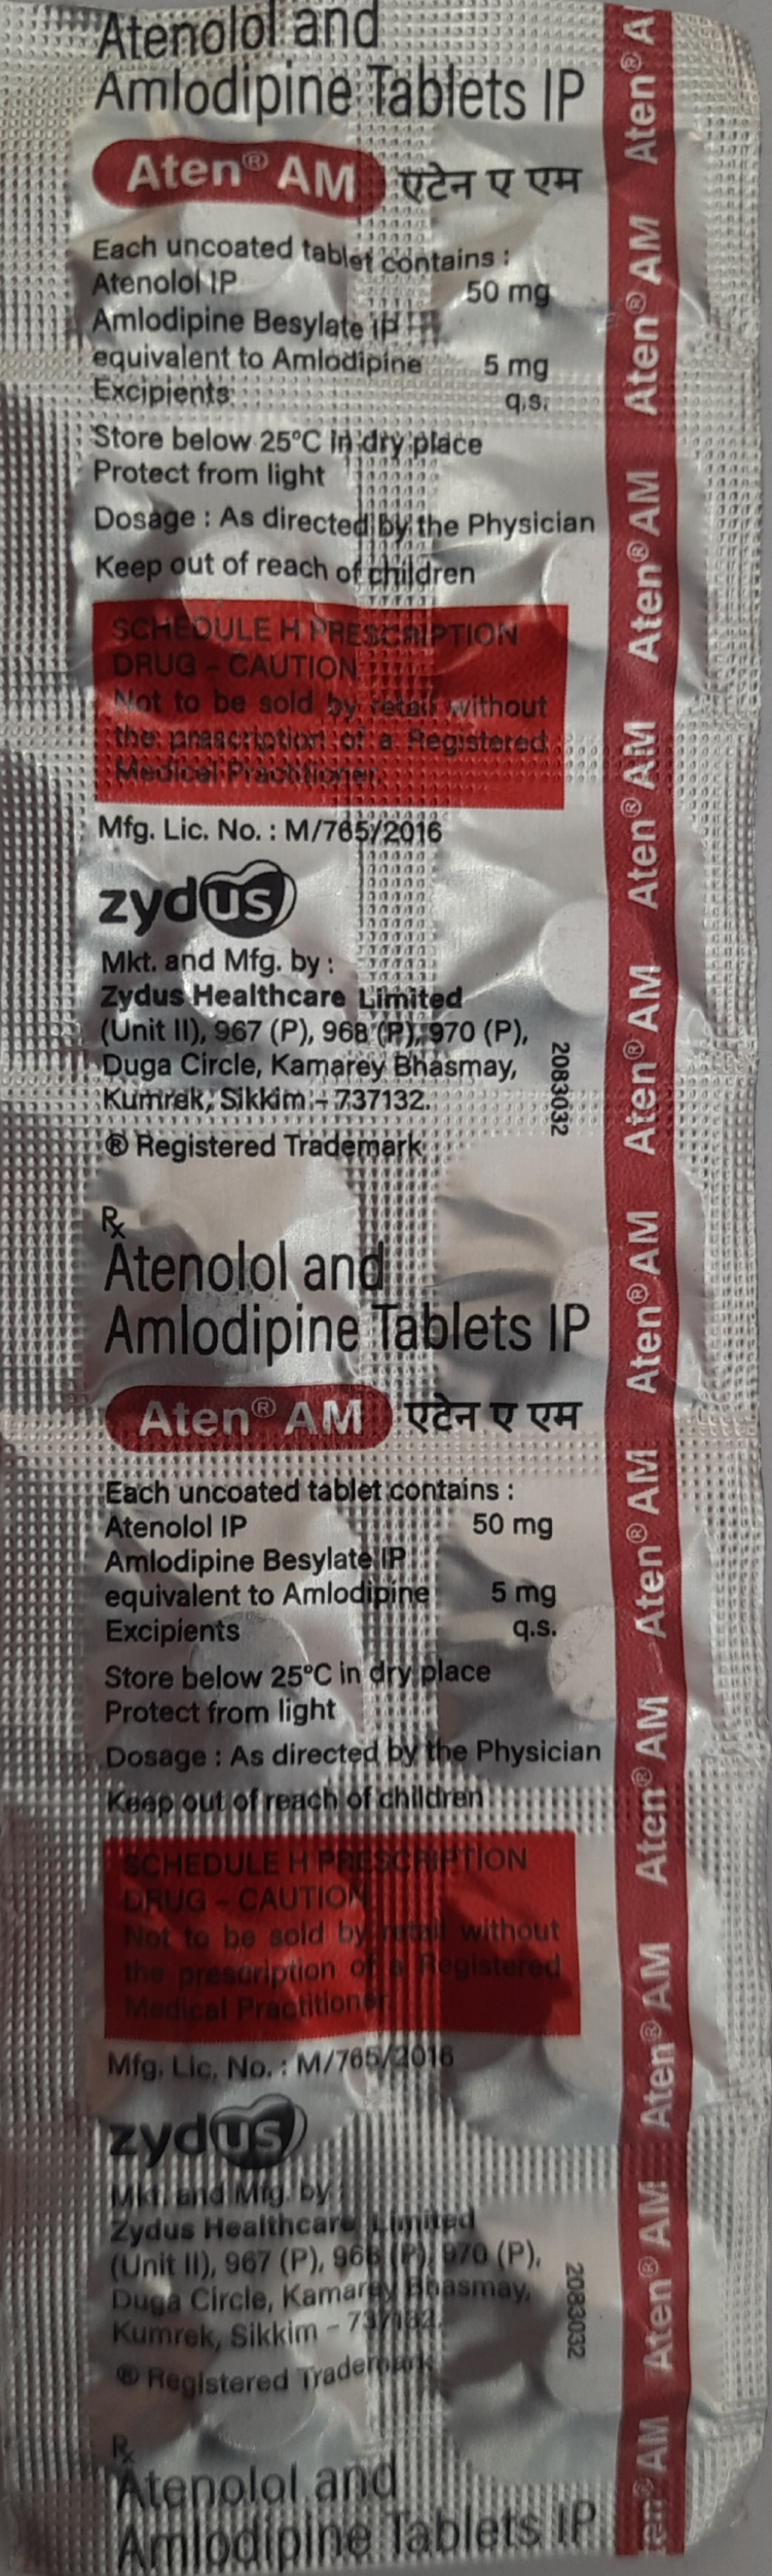 Atenolol and
Amlodipine Tablets IP
Aten® AM एटेन ए एम
Each uncoated tablet contains :
Atenolol IP 50 mg
Amlodipine Besylate IP
equivalent to Amlodipine 5 mg
Excipients q.s.
Store below 25°C in dry place
Protect from light
Dosage : As directed by the Physician
Keep out of reach of children
SCHEDULE H PRESCRIPTION
DRUG - CAUTION
Not to be sold by retail without
the prescription of a Registered
Medical Practitioner.
Mfg. Lic. No. : M/765/2016
zydus
Mkt. and Mfg. by :
Zydus Healthcare Limited
(Unit II), 967 (P), 968 (P), 970 (P),
Duga Circle, Kamarey Bhasmay,
Kumrek, Sikkim - 737132.
® Registered Trademark
2083032
Rx
Atenolol and
Amlodipine Tablets IP
Aten® AM एटेन ए एम
Each uncoated tablet contains :
Atenolol IP 50 mg
Amlodipine Besylate IP
equivalent to Amlodipine 5 mg
Excipients q.s.
Store below 25°C in dry place
Protect from light
Dosage : As directed by the Physician
Keep out of reach of children
SCHEDULE H PRESCRIPTION
DRUG - CAUTION
Not to be sold by retail without
the prescription of a Registered
Medical Practitioner
Mfg. Lic. No. : M/765/2016
zydus
Mkt. and Mfg. by :
Zydus Healthcare Limited
(Unit II), 967 (P), 968 (P), 970 (P),
Duga Circle, Kamarey Bhasmay,
Kumrek, Sikkim - 737132.
® Registered Trademark
2083032
Rx
Atenolol and
Amlodipine Tablets IP
Aten® AM Aten® AM Aten® AM Aten® AM Aten® AM Aten® AM Aten® AM Aten® AM Aten® AM Aten® AM Aten® A